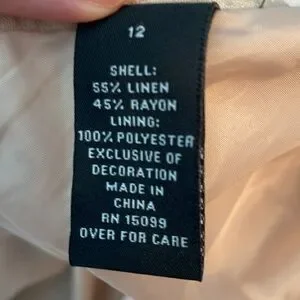 12
SHELL:
55% LINEN
45% RAYON
LINING:
100% POLYESTER
EXCLUSIVE OF
DECORATION
MADE IN
CHINA
RN 15099
OVER FOR CARE